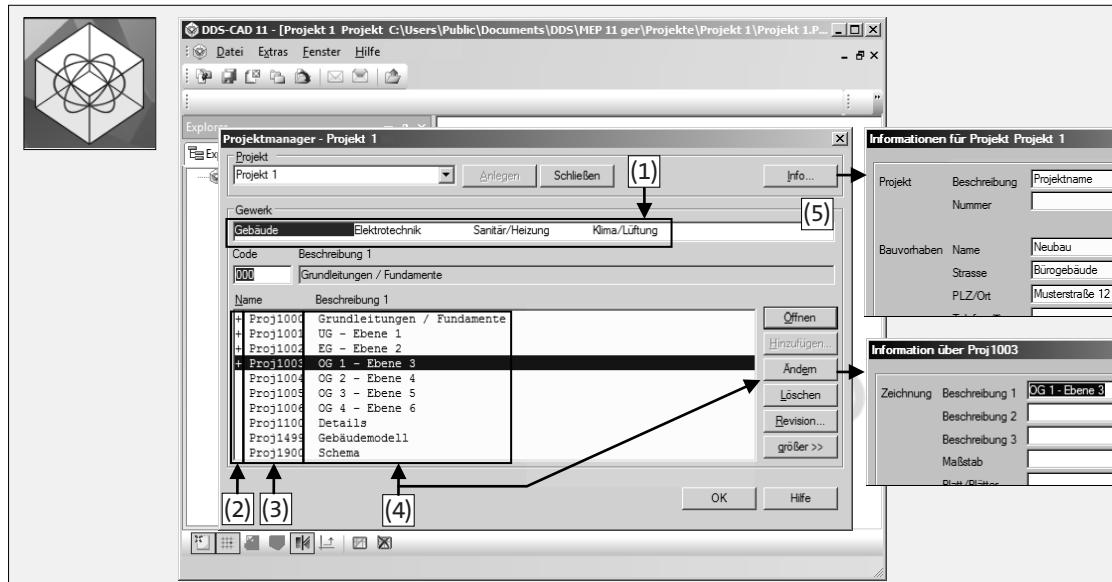 DDS-CAD 11 - [Projekt 1 Projekt C:\Users\Public\Documents\DDS\MEP 11 ger\Projekte\Projekt 1\Projekt 1.P...
Datei Extras Fenster Hilfe
Explorer
Projektmanager - Projekt 1
Projekt
Projekt 1
Anlegen
Schließen
(1)
Info...
(5)
Gewerk
Gebäude Elektrotechnik Sanitär/Heizung Klima/Lüftung
Code Beschreibung 1
000 Grundleitungen / Fundamente
Name Beschreibung 1
+ Proj1000 Grundleitungen / Fundamente
+ Proj1001 UG - Ebene 1
+ Proj1002 EG - Ebene 2
+ Proj1003 OG 1 - Ebene 3
Proj1004 OG 2 - Ebene 4
Proj1005 OG 3 - Ebene 5
Proj1006 OG 4 - Ebene 6
Proj1100 Details
Proj1499 Gebäudemodell
Proj1900 Schema
Öffnen
Hinzufügen...
Ändern
Löschen
Revision...
größer >>
(2) (3) (4)
OK
Hilfe
Informationen für Projekt Projekt 1
Projekt Beschreibung Projektname
Nummer
Bauvorhaben Name Neubau
Strasse Bürogebäude
PLZ/Ort Musterstraße 12
Information über Proj1003
Zeichnung Beschreibung 1 OG 1 - Ebene 3
Beschreibung 2
Beschreibung 3
Maßstab
Blatt/Blätter